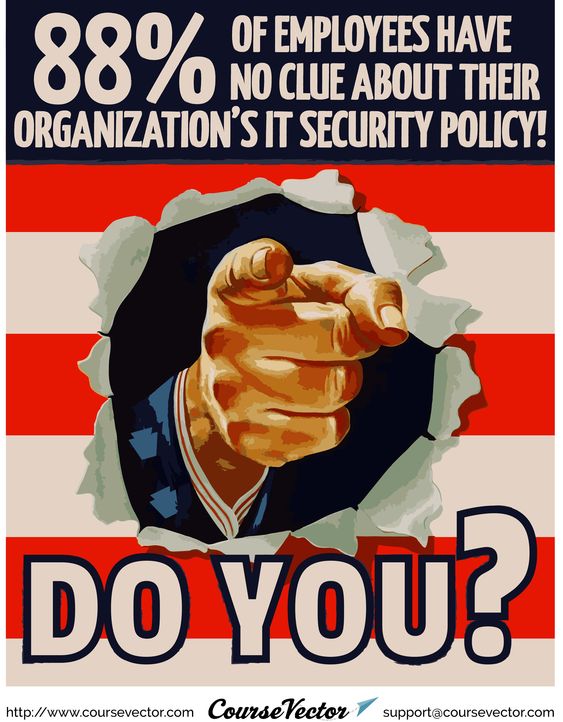 88% OF EMPLOYEES HAVE
NO CLUE ABOUT THEIR
ORGANIZATION'S IT SECURITY POLICY!
DO YOU?
http://www.coursevector.com CourseVector support@coursevector.com